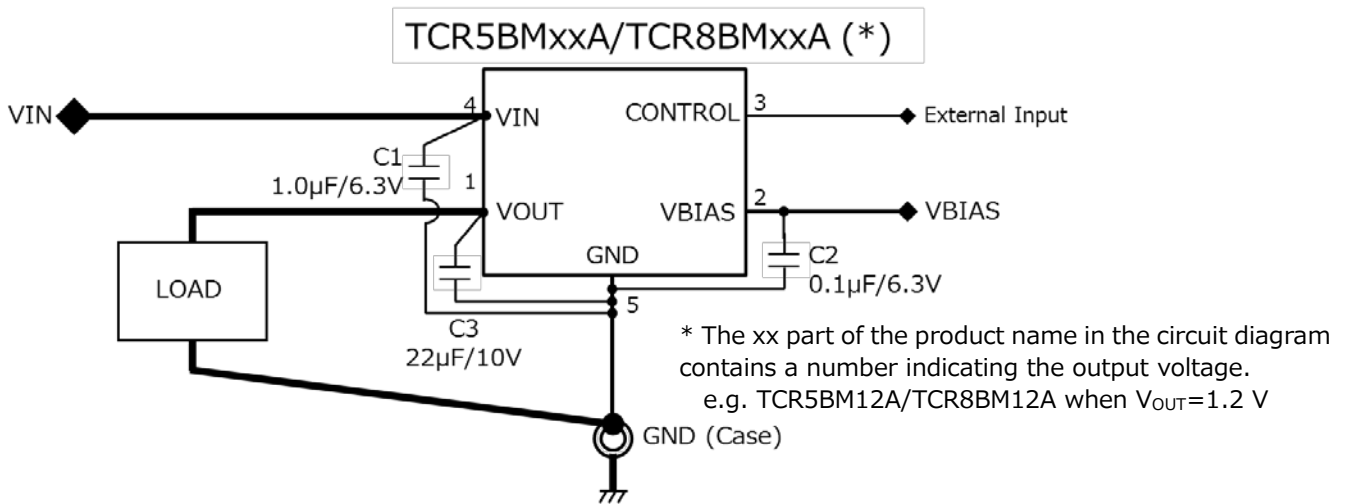 TCR5BMxxA/TCR8BMxxA (*)
VIN
4
VIN
CONTROL
3
External Input
C1
1.0μF/6.3V
1
VOUT
VBIAS
2
VBIAS
GND
C2
0.1μF/6.3V
LOAD
5
C3
22μF/10V
* The xx part of the product name in the circuit diagram
contains a number indicating the output voltage.
e.g. TCR5BM12A/TCR8BM12A when VOUT=1.2 V
GND (Case)